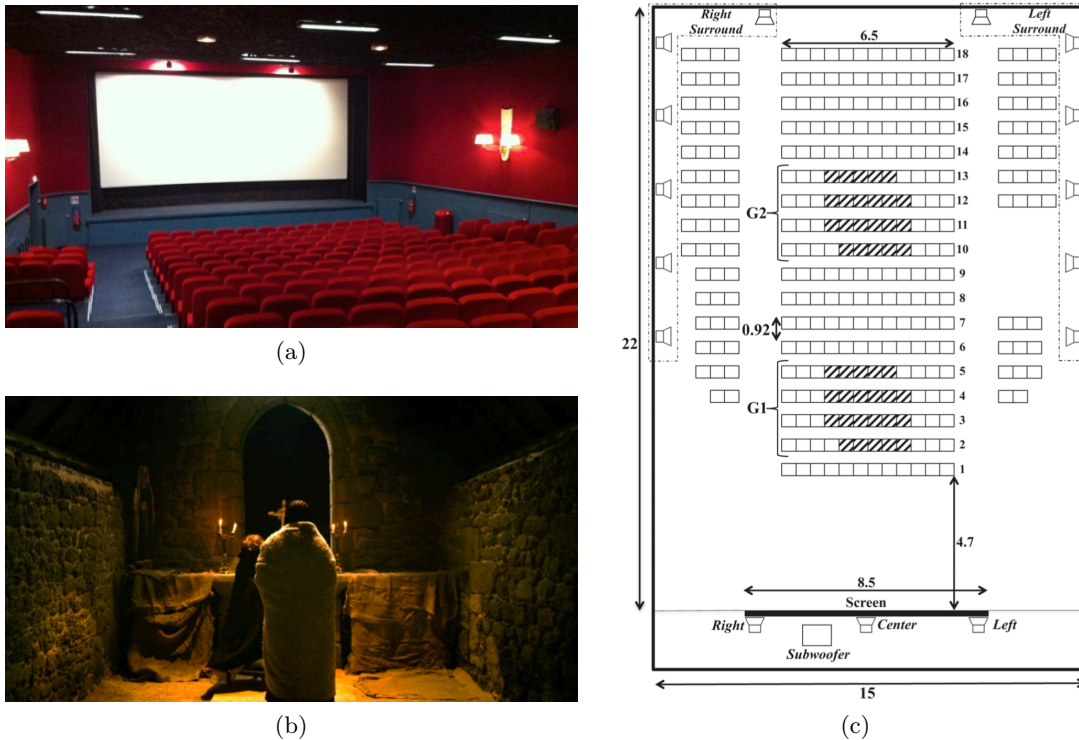 (a)
(b)
Right
Surround
Left
Surround
6.5
18
17
16
15
14
13
12
G2
11
10
9
8
0.92
7
22
6
5
4
G1
3
2
1
4.7
8.5
Screen
Right
Center
Left
Subwoofer
15
(c)